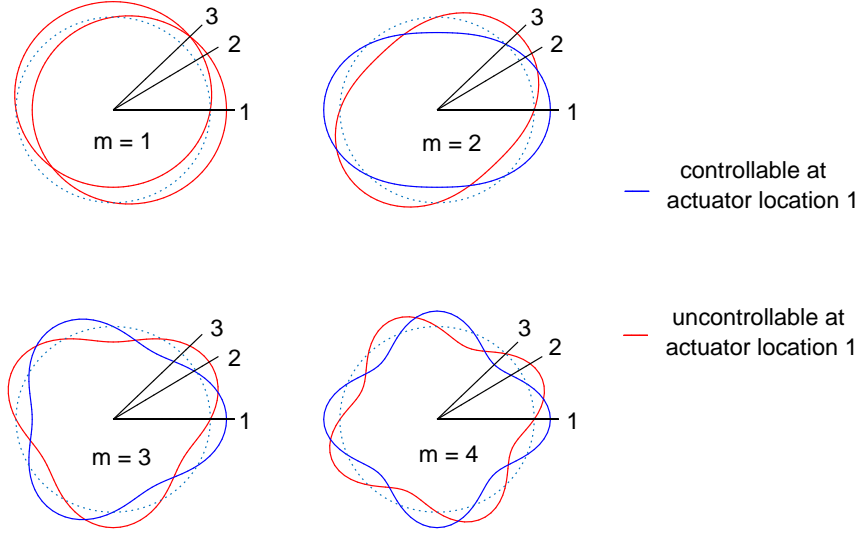 3
2
1
m = 1
3
2
1
m = 2
controllable at
actuator location 1
3
2
1
m = 3
3
2
1
m = 4
uncontrollable at
actuator location 1